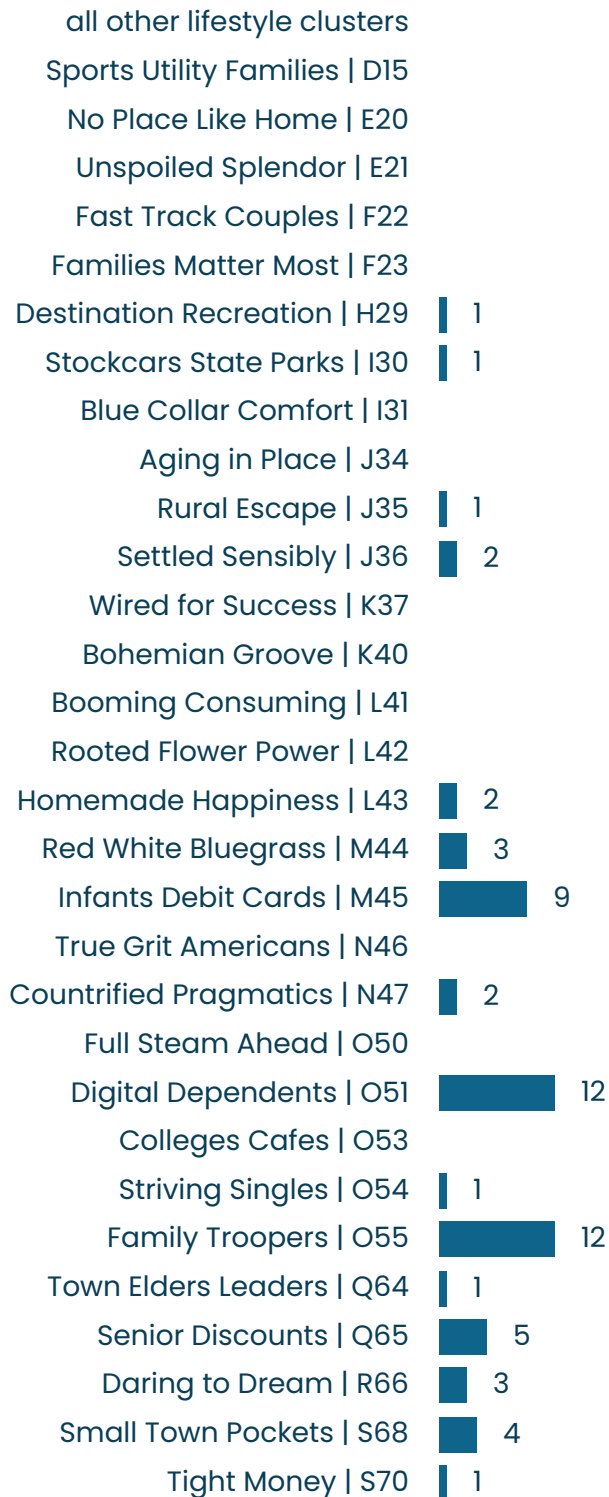 all other lifestyle clusters
Sports Utility Families | D15
No Place Like Home | E20
Unspoiled Splendor | E21
Fast Track Couples | F22
Families Matter Most | F23
Destination Recreation | H29 1
Stockcars State Parks | I30 1
Blue Collar Comfort | I31
Aging in Place | J34
Rural Escape | J35 1
Settled Sensibly | J36 2
Wired for Success | K37
Bohemian Groove | K40
Booming Consuming | L41
Rooted Flower Power | L42
Homemade Happiness | L43 2
Red White Bluegrass | M44 3
Infants Debit Cards | M45 9
True Grit Americans | N46
Countrified Pragmatics | N47 2
Full Steam Ahead | O50
Digital Dependents | O51 12
Colleges Cafes | O53
Striving Singles | O54 1
Family Troopers | O55 12
Town Elders Leaders | Q64 1
Senior Discounts | Q65 5
Daring to Dream | R66 3
Small Town Pockets | S68 4
Tight Money | S70 1